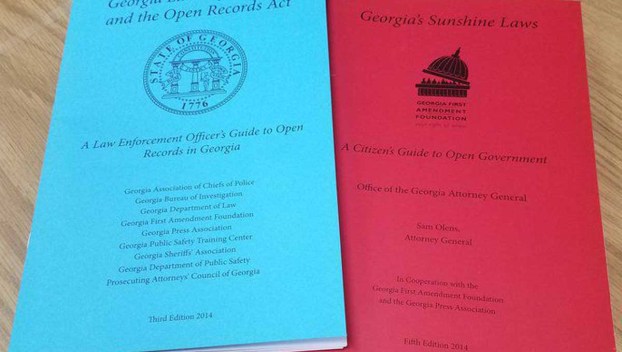 Georgia
and the Open Records Act
STATE OF GEORGIA
1776
A Law Enforcement Officer's Guide to Open
Records in Georgia
Georgia Association of Chiefs of Police
Georgia Bureau of Investigation
Georgia Department of Law
Georgia First Amendment Foundation
Georgia Press Association
Georgia Public Safety Training Center
Georgia Sheriffs' Association
Georgia Department of Public Safety
Prosecuting Attorneys' Council of Georgia
Third Edition 2014
Georgia's Sunshine Laws
GEORGIA FIRST
AMENDMENT
FOUNDATION
A Citizen's Guide to Open Government
Office of the Georgia Attorney General
Sam Olens,
Attorney General
In Cooperation with the
Georgia First Amendment Foundation
and the Georgia Press Association
Fifth Edition 2014